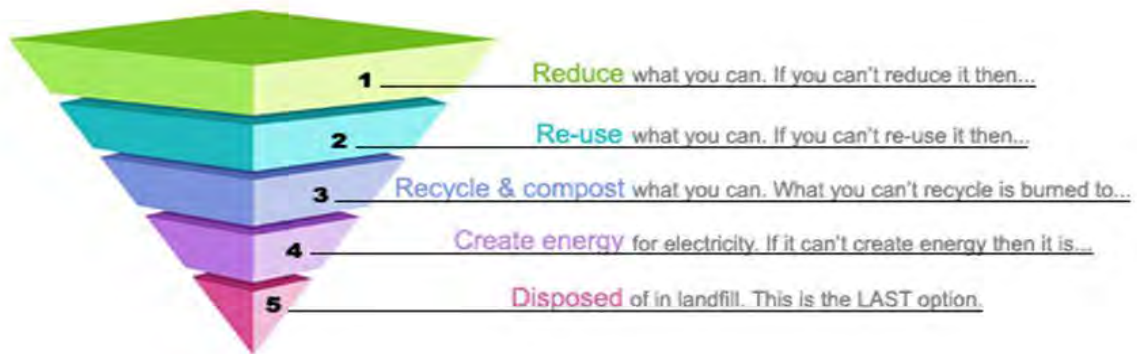 1 Reduce what you can. If you can't reduce it then...
2 Re-use what you can. If you can't re-use it then...
3 Recycle & compost what you can. What you can't recycle is burned to...
4 Create energy for electricity. If it can't create energy then it is...
5 Disposed of in landfill. This is the LAST option.